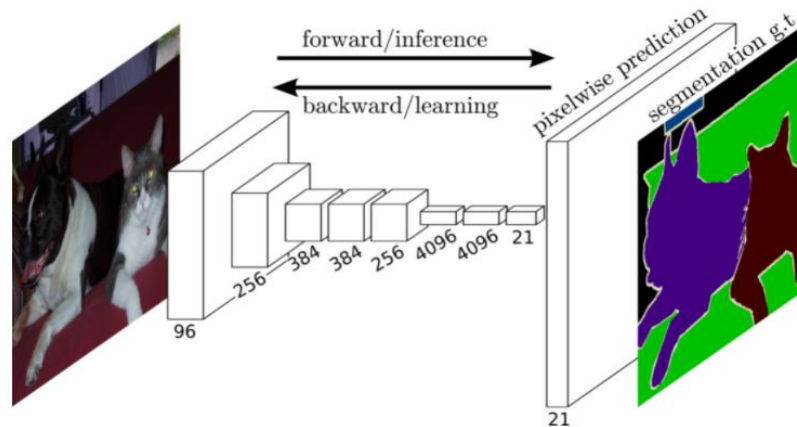 forward/inference
backward/learning
pixelwise prediction
segmentation g.t.
96
256
384
384
256
4096
4096
21
21